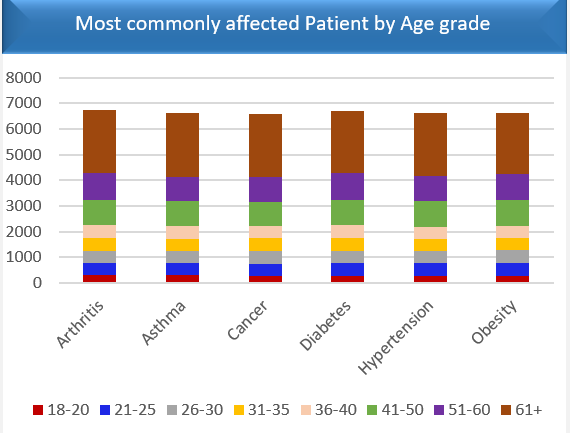 Most commonly affected Patient by Age grade
8000
7000
6000
5000
4000
3000
2000
1000
0
Arthritis
Asthma
Cancer
Diabetes
Hypertension
Obesity
18-20 21-25 26-30 31-35 36-40 41-50 51-60 61+